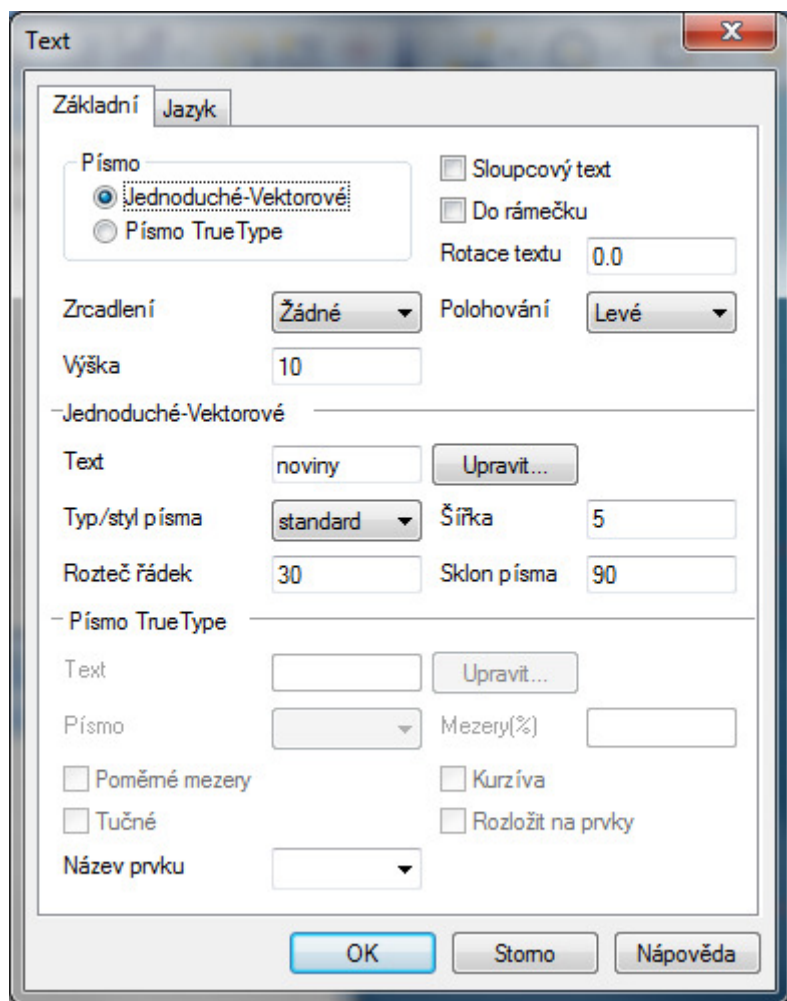 Text
Základní Jazyk
Písmo
Jednoduché-Vektorové
Písmo TrueType
Sloupcový text
Do rámečku
Rotace textu 0.0
Zrcadlení Žádné Polohování Levé
Výška 10
Jednoduché-Vektorové
Text noviny Upravit...
Typ/styl písma standard Šířka 5
Rozteč řádek 30 Sklon písma 90
Písmo TrueType
Text Upravit...
Písmo Mezery(%)
Poměrné mezery Kurzíva
Tučné Rozložit na prvky
Název prvku
OK Storno Nápověda